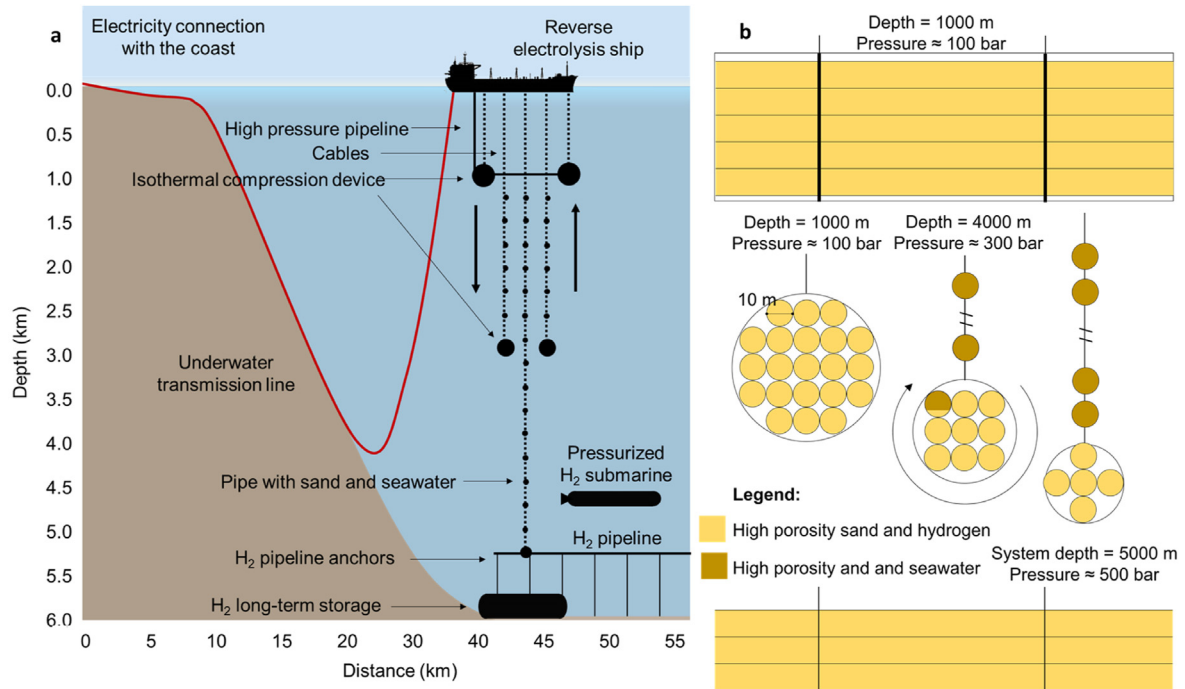 a
Electricity connection
with the coast
Reverse
electrolysis ship
0.0
0.5
1.0
1.5
2.0
2.5
3.0
3.5
4.0
4.5
5.0
5.5
6.0
Depth (km)
High pressure pipeline
Cables
Isothermal compression device
Underwater
transmission line
Pipe with sand and seawater
Pressurized
H₂ submarine
H₂ pipeline anchors
H₂ pipeline
H₂ long-term storage
0 5 10 15 20 40 45 50 55
Distance (km)
b
Depth = 1000 m
Pressure ≈ 100 bar
Depth = 1000 m
Pressure ≈ 100 bar
Depth = 4000 m
Pressure ≈ 300 bar
10 m
Legend:
High porosity sand and hydrogen
High porosity and and seawater
System depth = 5000 m
Pressure ≈ 500 bar